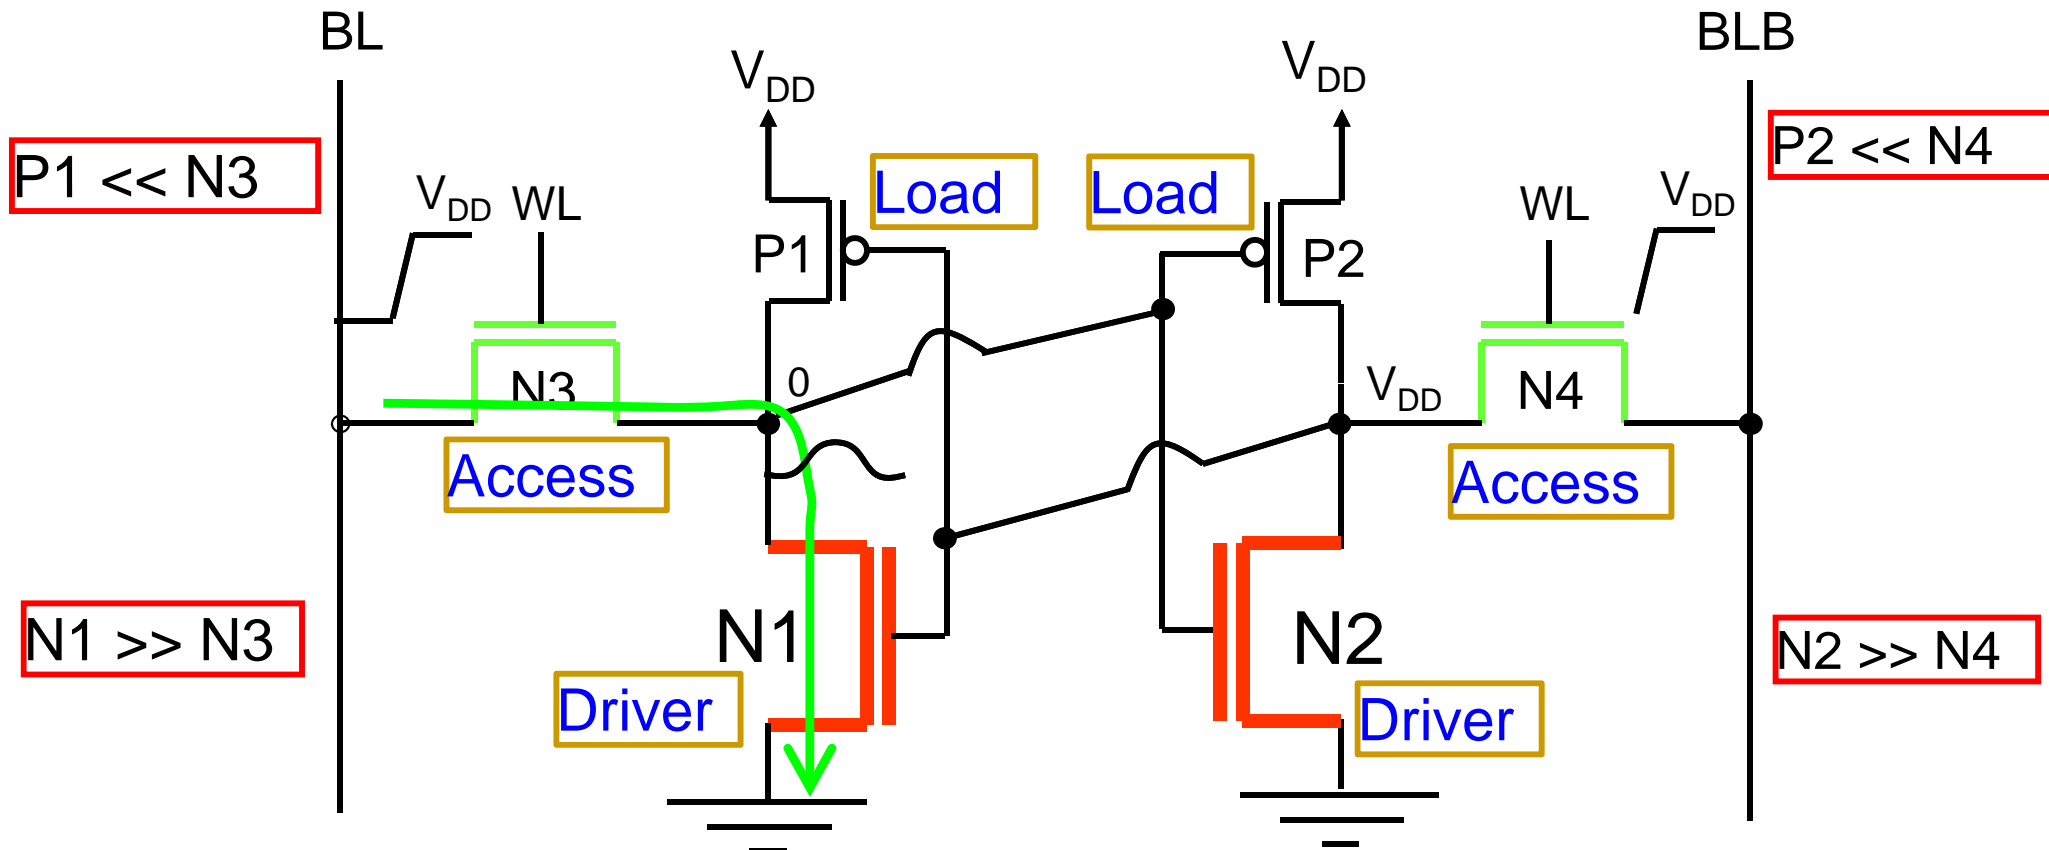 BL
BLB
VDD
VDD
P1 << N3
P2 << N4
Load
Load
VDD
WL
WL
VDD
P1
P2
0
N3
VDD
N4
Access
Access
N1 >> N3
N1
N2
N2 >> N4
Driver
Driver